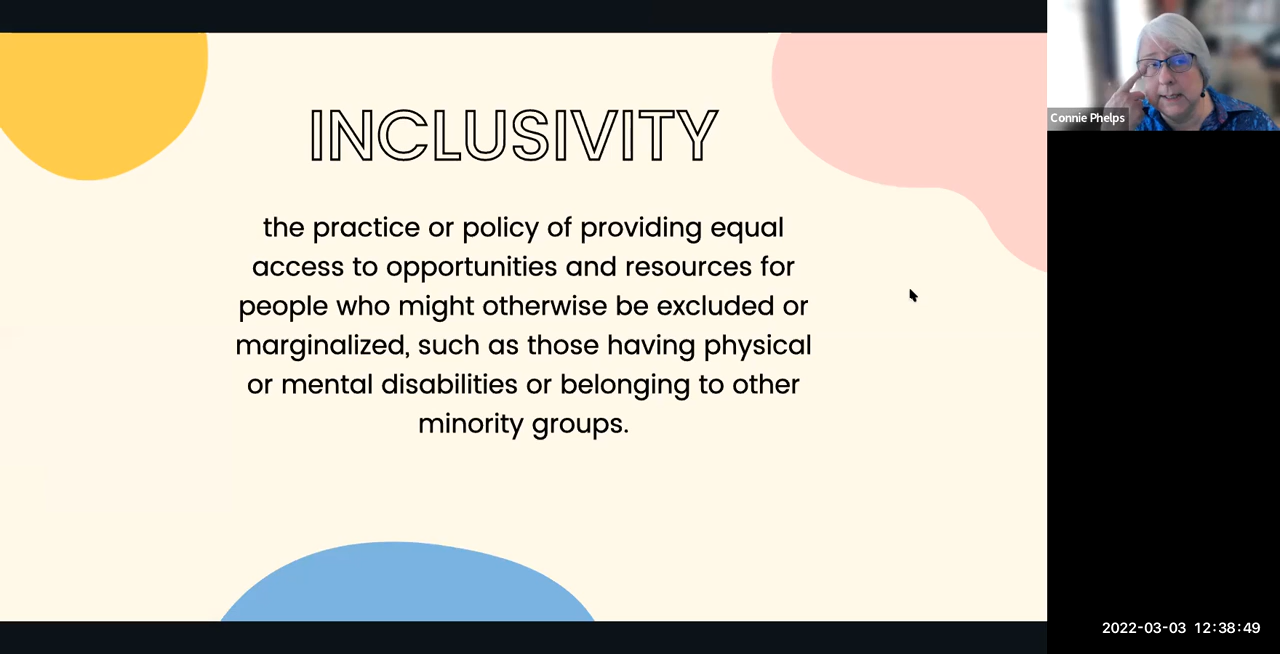 INCLUSIVITY
the practice or policy of providing equal
access to opportunities and resources for
people who might otherwise be excluded or
marginalized, such as those having physical
or mental disabilities or belonging to other
minority groups.
Connie Phelps
2022-03-03 12:38:49